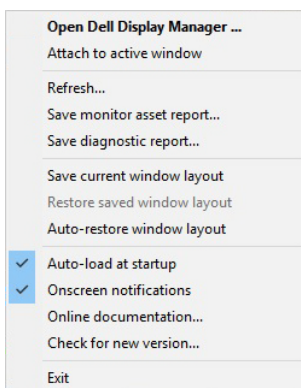 Open Dell Display Manager ...
Attach to active window
Refresh...
Save monitor asset report...
Save diagnostic report...
Save current window layout
Restore saved window layout
Auto-restore window layout
Auto-load at startup
Onscreen notifications
Online documentation...
Check for new version...
Exit